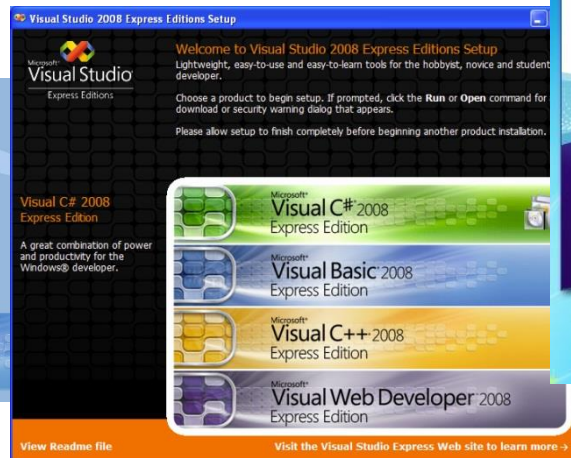 Visual Studio 2008 Express Editions Setup
Microsoft®
Visual Studio®
Express Editions
Welcome to Visual Studio 2008 Express Editions Setup
Lightweight, easy-to-use and easy-to-learn tools for the hobbyist, novice and student
developer.
Choose a product to begin setup. If prompted, click the Run or Open command for
download or security warning dialog that appears.
Please allow setup to finish completely before beginning another product installation.
Visual C# 2008
Express Edition
A great combination of power
and productivity for the
Windows® developer.
Microsoft®
Visual C#® 2008
Express Edition
Microsoft®
Visual Basic® 2008
Express Edition
Microsoft®
Visual C++® 2008
Express Edition
Microsoft®
Visual Web Developer™ 2008
Express Edition
View Readme file
Visit the Visual Studio Express Web site to learn more →